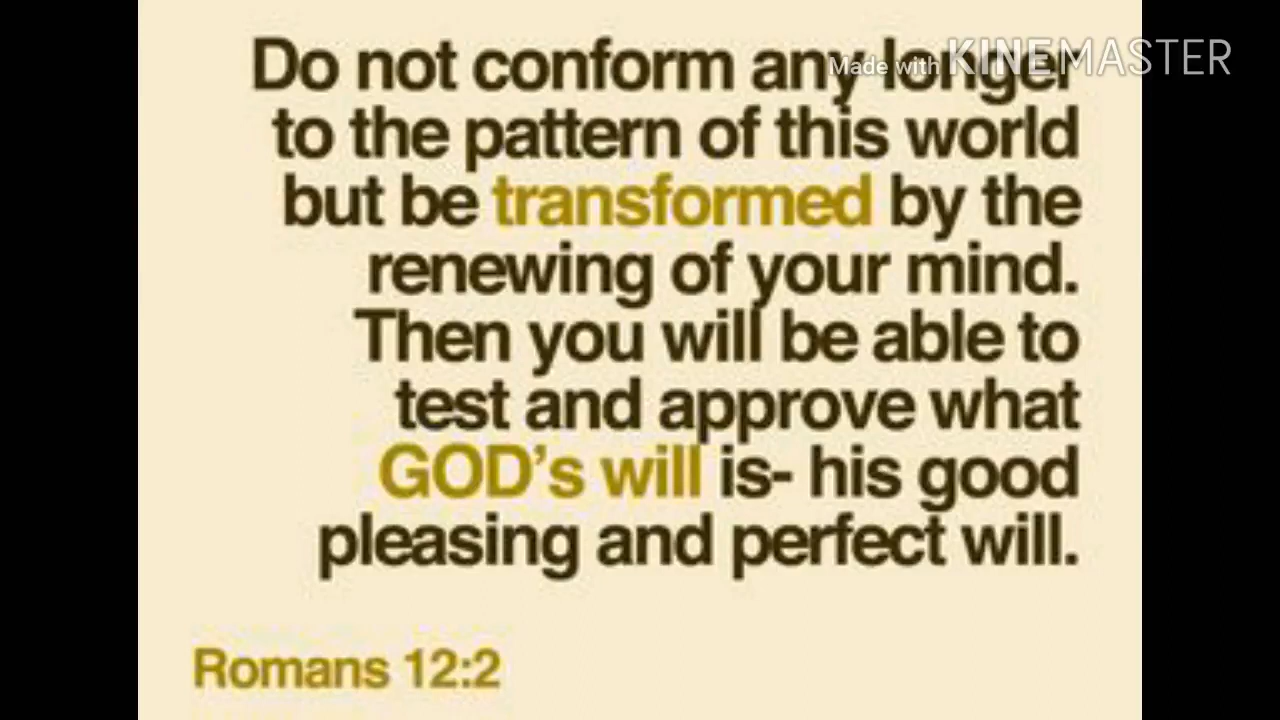 Do not conform any longer
Made with KINEMASTER
to the pattern of this world
but be transformed by the
renewing of your mind.
Then you will be able to
test and approve what
GOD's will is- his good
pleasing and perfect will.
Romans 12:2